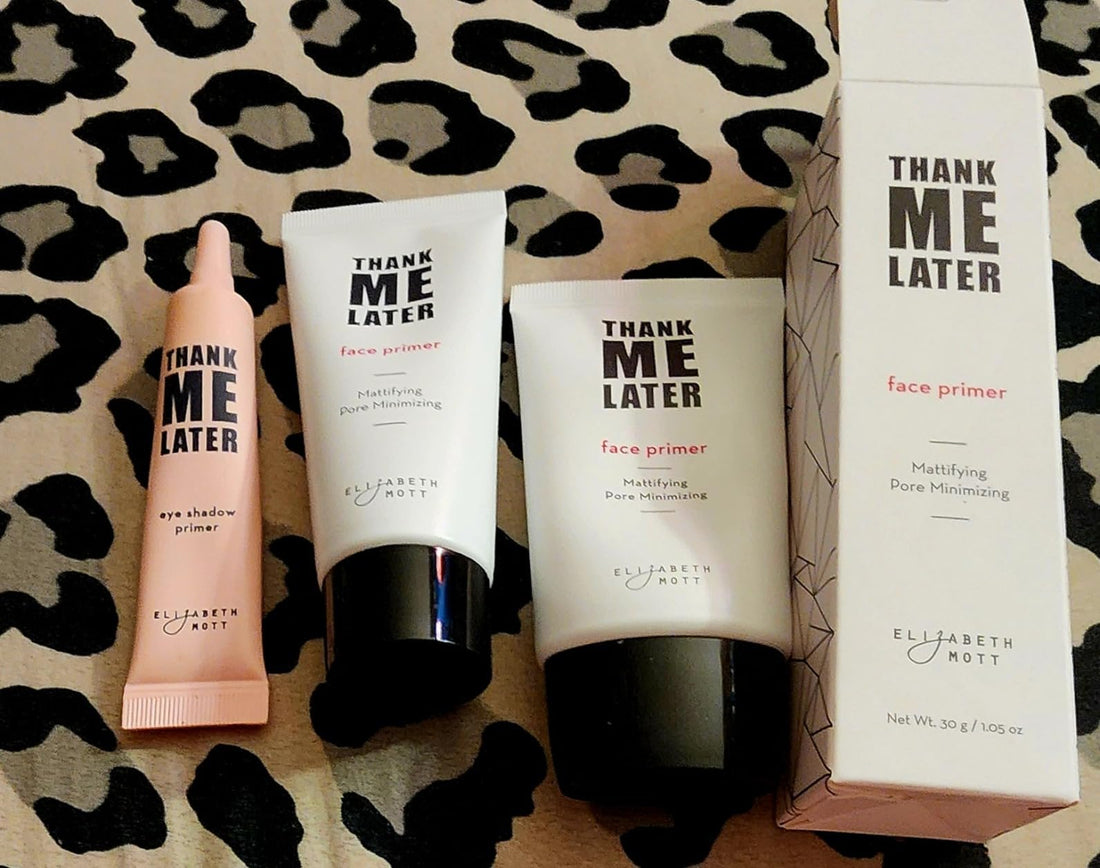 THANK
ME
LATER
eye shadow
primer
ELIZABETH
MOTT
THANK
ME
LATER
face primer
Mattifying
Pore Minimizing
ELIZABETH
MOTT
THANK
ME
LATER
face primer
Mattifying
Pore Minimizing
ELIZABETH
MOTT
THANK
ME
LATER
face primer
Mattifying
Pore Minimizing
ELIZABETH
MOTT
Net Wt. 30 g / 1.05 oz